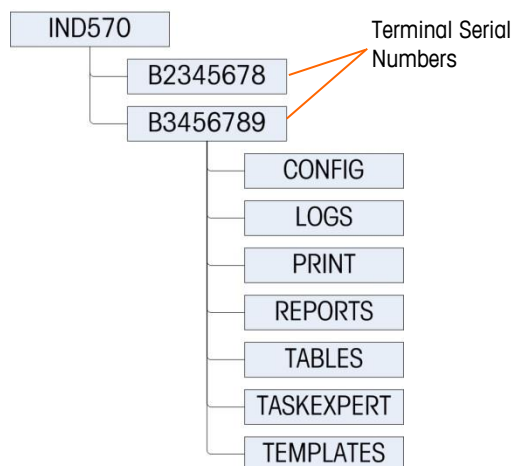 IND570
Terminal Serial
Numbers
B2345678
B3456789
CONFIG
LOGS
PRINT
REPORTS
TABLES
TASKEXPERT
TEMPLATES